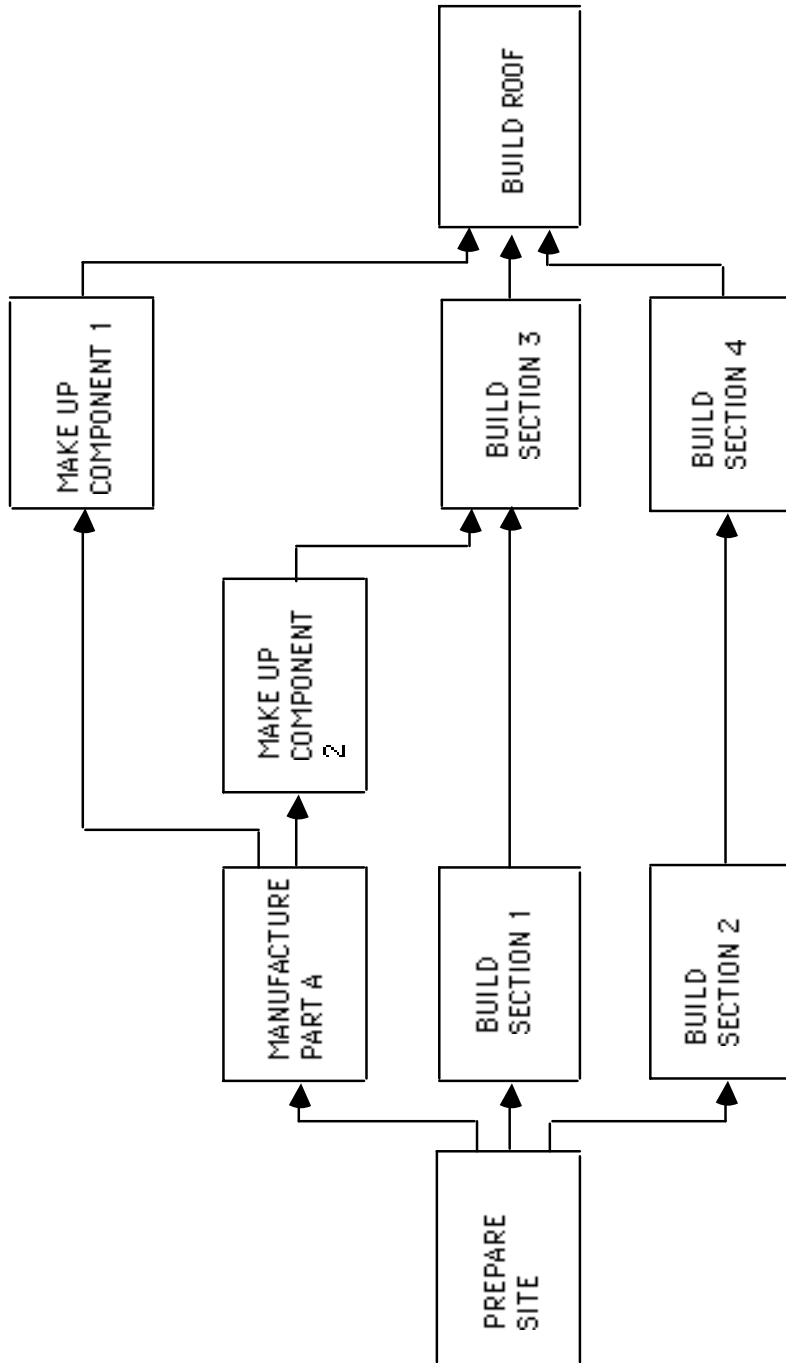 PREPARE
SITE
MANUFACTURE
PART A
BUILD
SECTION 1
BUILD
SECTION 2
MAKE UP
COMPONENT
2
MAKE UP
COMPONENT 1
BUILD
SECTION 3
BUILD
SECTION 4
BUILD ROOF